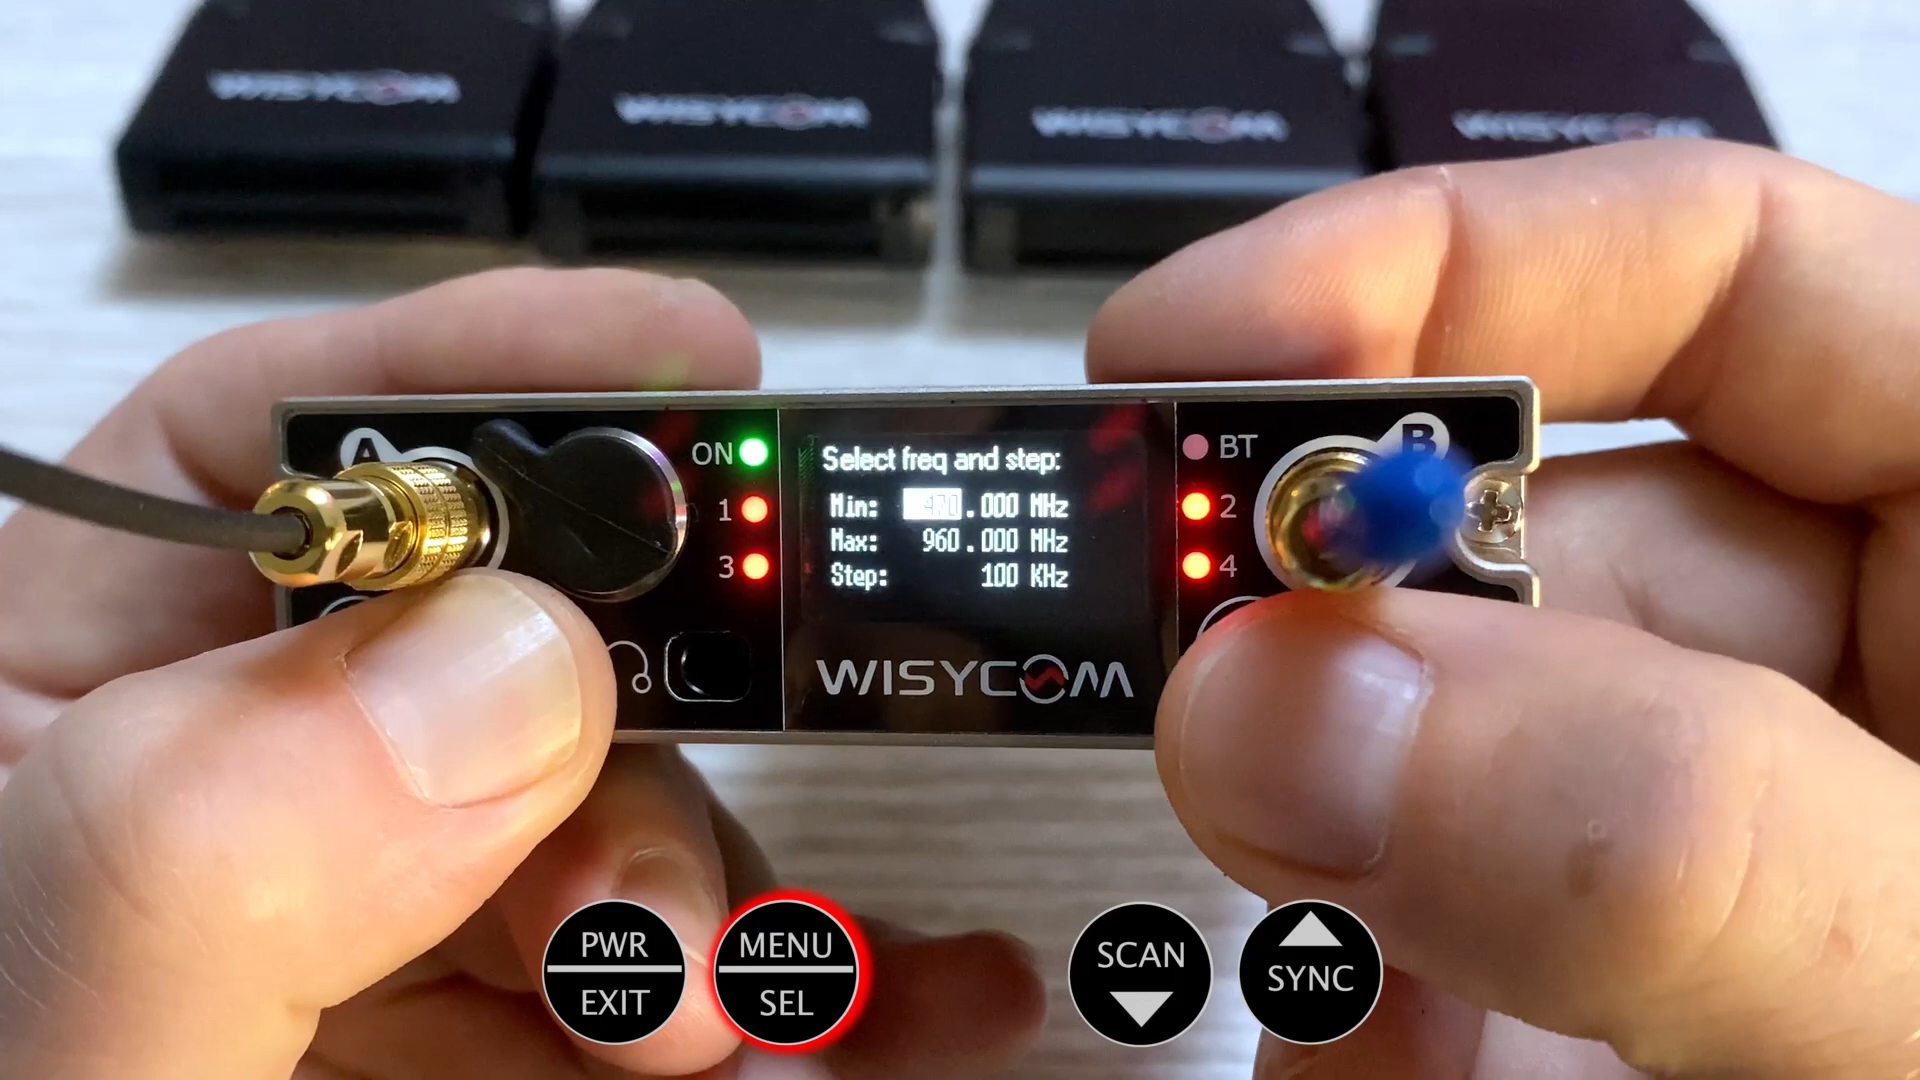 WISYCOM
WISYCOM
WISYCOM
WISYCOM
A
ON
1
3
Select freq and step:
Min: 470.000 MHz
Max: 960.000 MHz
Step: 100 KHz
WISYCOM
BT
2
4
B
PWR
EXIT
MENU
SEL
SCAN
SYNC